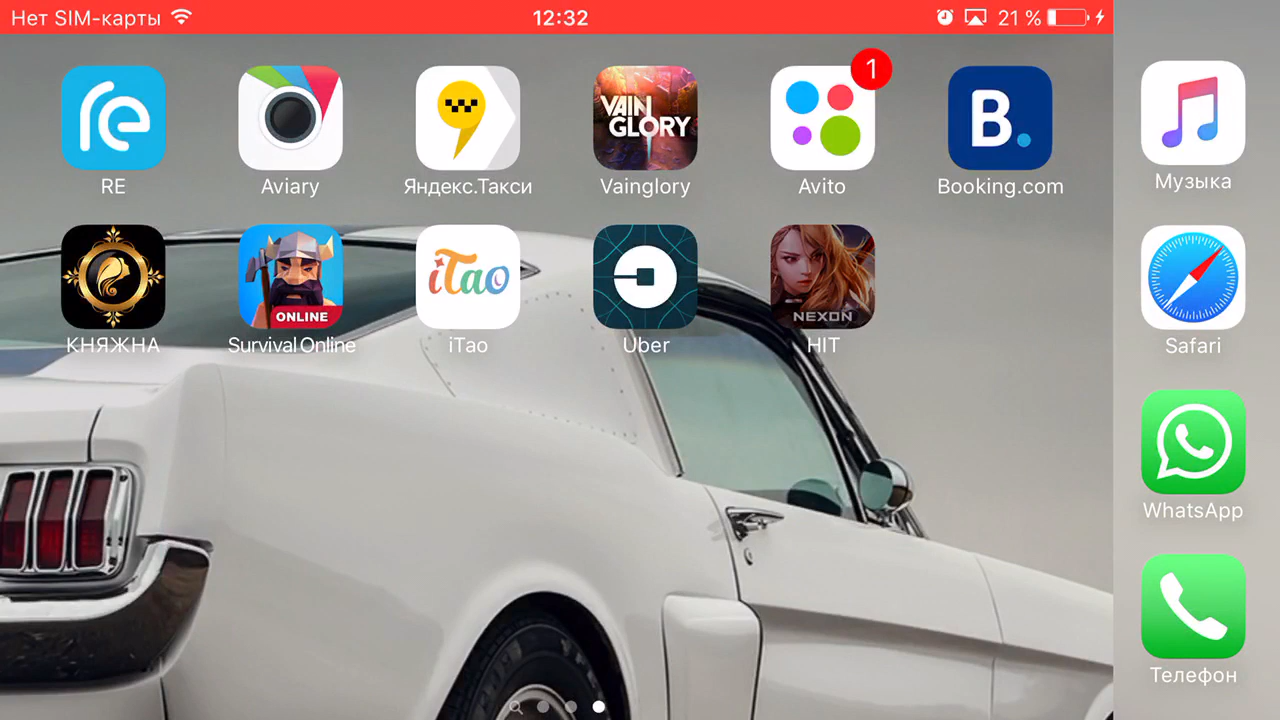 Нет SIM-карты
12:32
21 %
1
VAIN GLORY
B.
RE
Aviary
Яндекс.Такси
Vainglory
Avito
Booking.com
Музыка
ONLINE
iTao
NEXON
КНЯЖНА
Survival Online
iTao
Uber
HIT
Safari
WhatsApp
Телефон